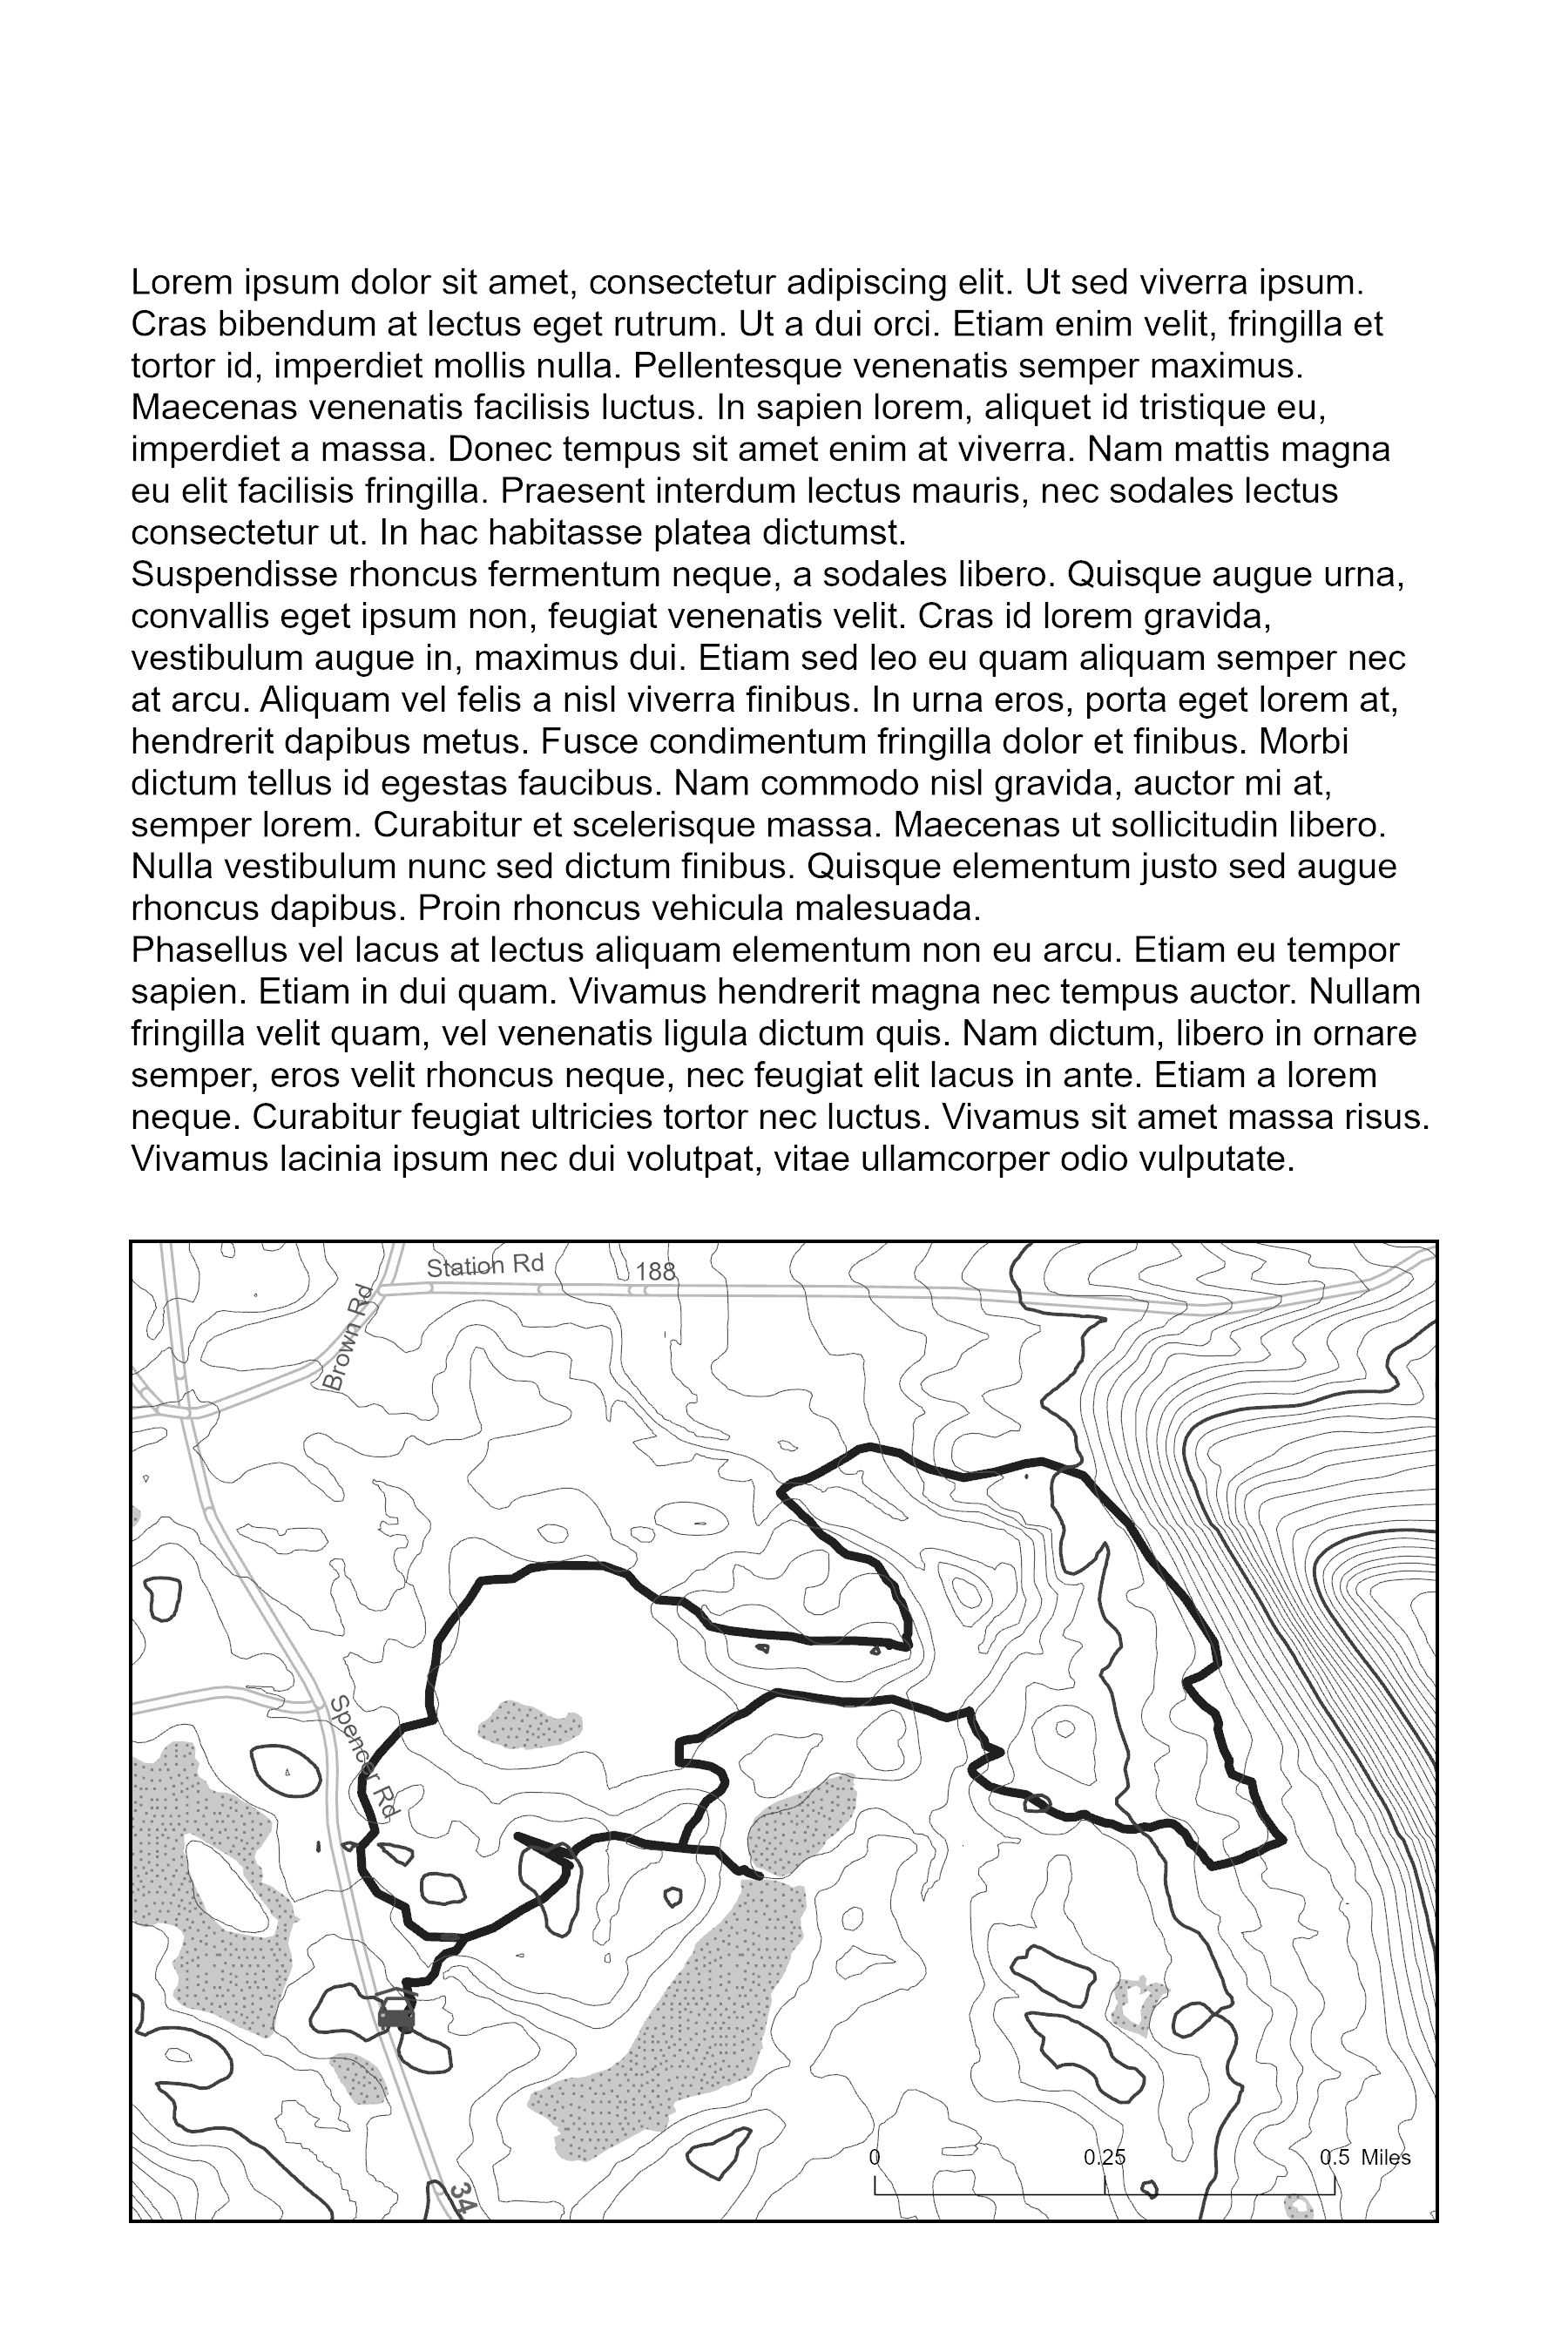 Lorem ipsum dolor sit amet, consectetur adipiscing elit. Ut sed viverra ipsum.
Cras bibendum at lectus eget rutrum. Ut a dui orci. Etiam enim velit, fringilla et
tortor id, imperdiet mollis nulla. Pellentesque venenatis semper maximus.
Maecenas venenatis facilisis luctus. In sapien lorem, aliquet id tristique eu,
imperdiet a massa. Donec tempus sit amet enim at viverra. Nam mattis magna
eu elit facilisis fringilla. Praesent interdum lectus mauris, nec sodales lectus
consectetur ut. In hac habitasse platea dictumst.
Suspendisse rhoncus fermentum neque, a sodales libero. Quisque augue urna,
convallis eget ipsum non, feugiat venenatis velit. Cras id lorem gravida,
vestibulum augue in, maximus dui. Etiam sed leo eu quam aliquam semper nec
at arcu. Aliquam vel felis a nisl viverra finibus. In urna eros, porta eget lorem at,
hendrerit dapibus metus. Fusce condimentum fringilla dolor et finibus. Morbi
dictum tellus id egestas faucibus. Nam commodo nisl gravida, auctor mi at,
semper lorem. Curabitur et scelerisque massa. Maecenas ut sollicitudin libero.
Nulla vestibulum nunc sed dictum finibus. Quisque elementum justo sed augue
rhoncus dapibus. Proin rhoncus vehicula malesuada.
Phasellus vel lacus at lectus aliquam elementum non eu arcu. Etiam eu tempor
sapien. Etiam in dui quam. Vivamus hendrerit magna nec tempus auctor. Nullam
fringilla velit quam, vel venenatis ligula dictum quis. Nam dictum, libero in ornare
semper, eros velit rhoncus neque, nec feugiat elit lacus in ante. Etiam a lorem
neque. Curabitur feugiat ultricies tortor nec luctus. Vivamus sit amet massa risus.
Vivamus lacinia ipsum nec dui volutpat, vitae ullamcorper odio vulputate.
Station Rd
188
Brown Rd
Spencer Rd
0 0.25 0.5 Miles
34